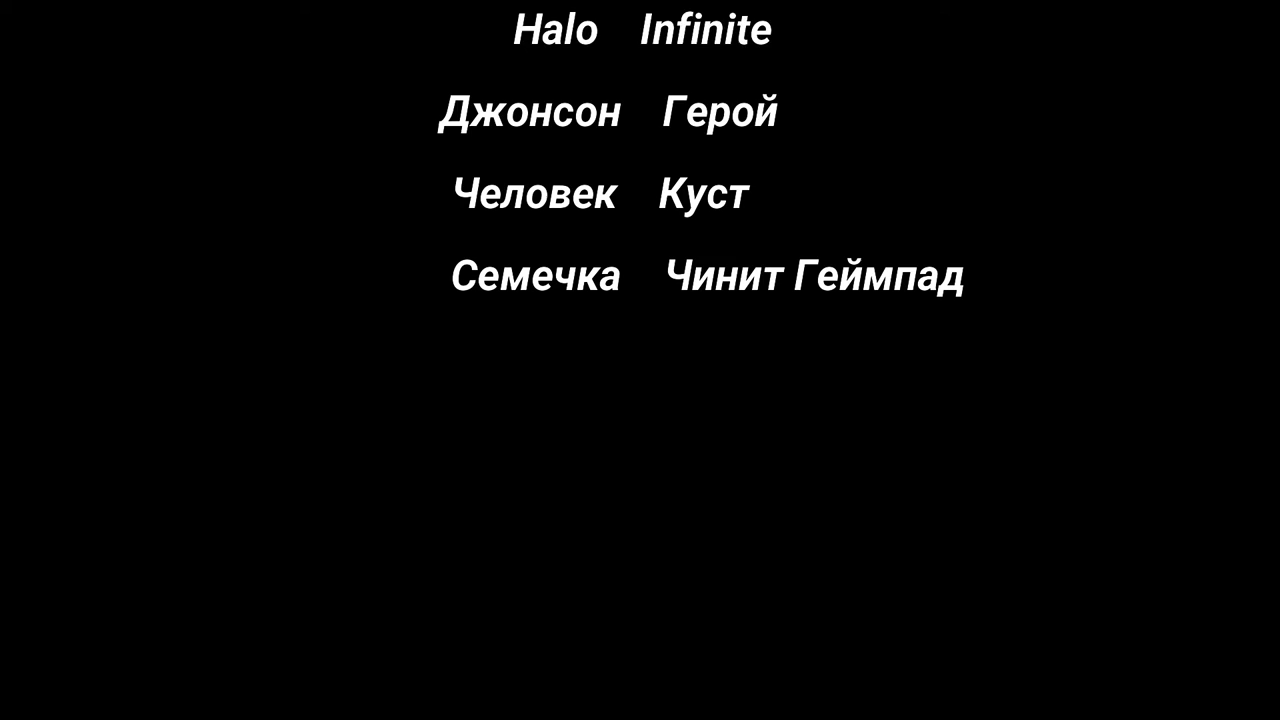 Halo Infinite
Джонсон Герой
Человек Куст
Семечка Чинит Геймпад